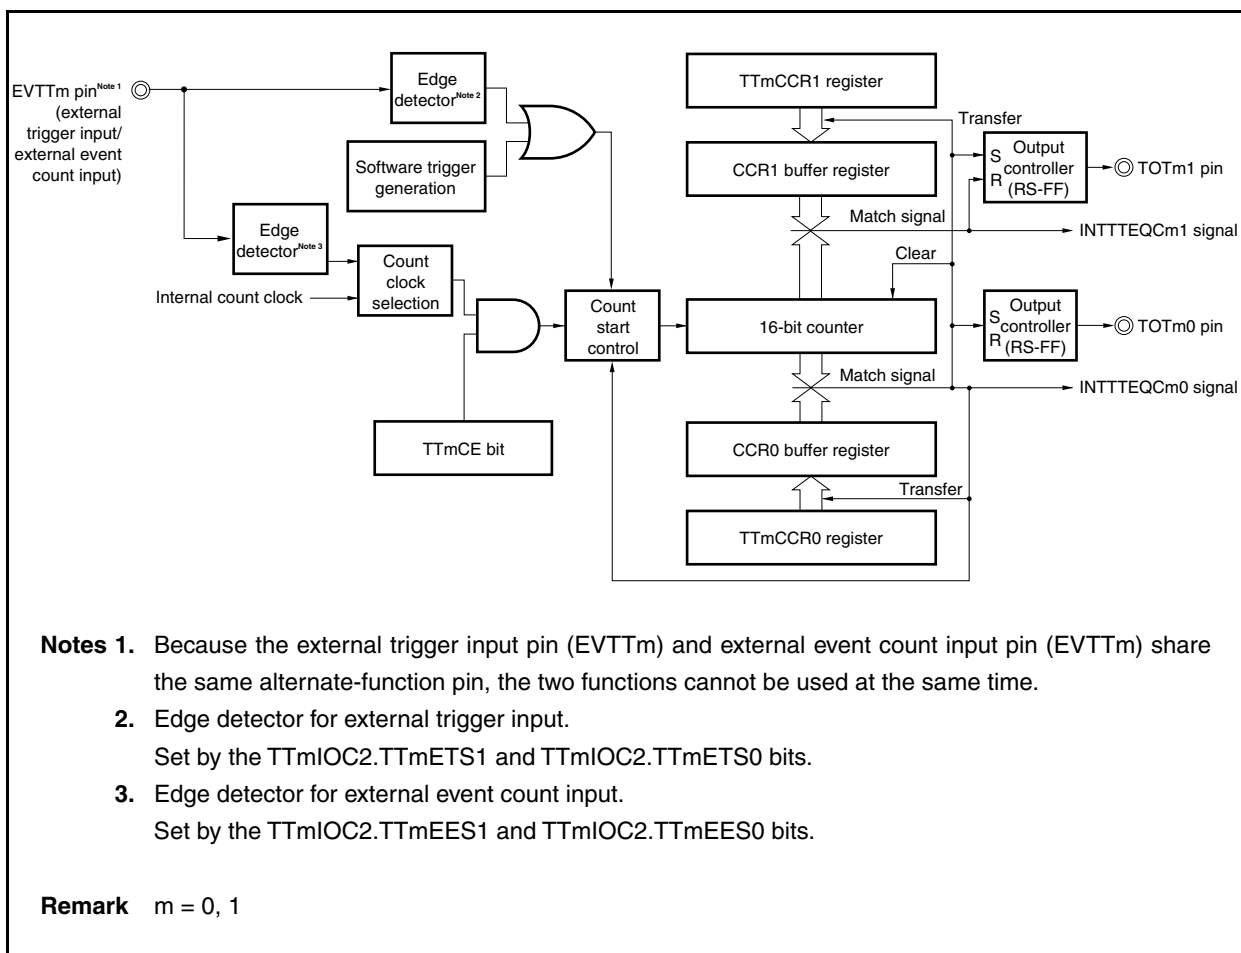 EVTTm pin Note 1
(external
trigger input/
external event
count input)
Edge
detector Note 2
Software trigger
generation
Edge
detector Note 3
Internal count clock
Count
clock
selection
TTmCE bit
Count
start
control
TTmCCR1 register
Transfer
CCR1 buffer register
Match signal
Clear
16-bit counter
Match signal
CCR0 buffer register
Transfer
TTmCCR0 register
S
R
Output
controller
(RS-FF)
TOTm1 pin
INTTTEQCm1 signal
S
R
Output
controller
(RS-FF)
TOTm0 pin
INTTTEQCm0 signal
Notes 1. Because the external trigger input pin (EVTTm) and external event count input pin (EVTTm) share
the same alternate-function pin, the two functions cannot be used at the same time.
2. Edge detector for external trigger input.
Set by the TTmIOC2.TTmETS1 and TTmIOC2.TTmETS0 bits.
3. Edge detector for external event count input.
Set by the TTmIOC2.TTmEES1 and TTmIOC2.TTmEES0 bits.
Remark m = 0, 1